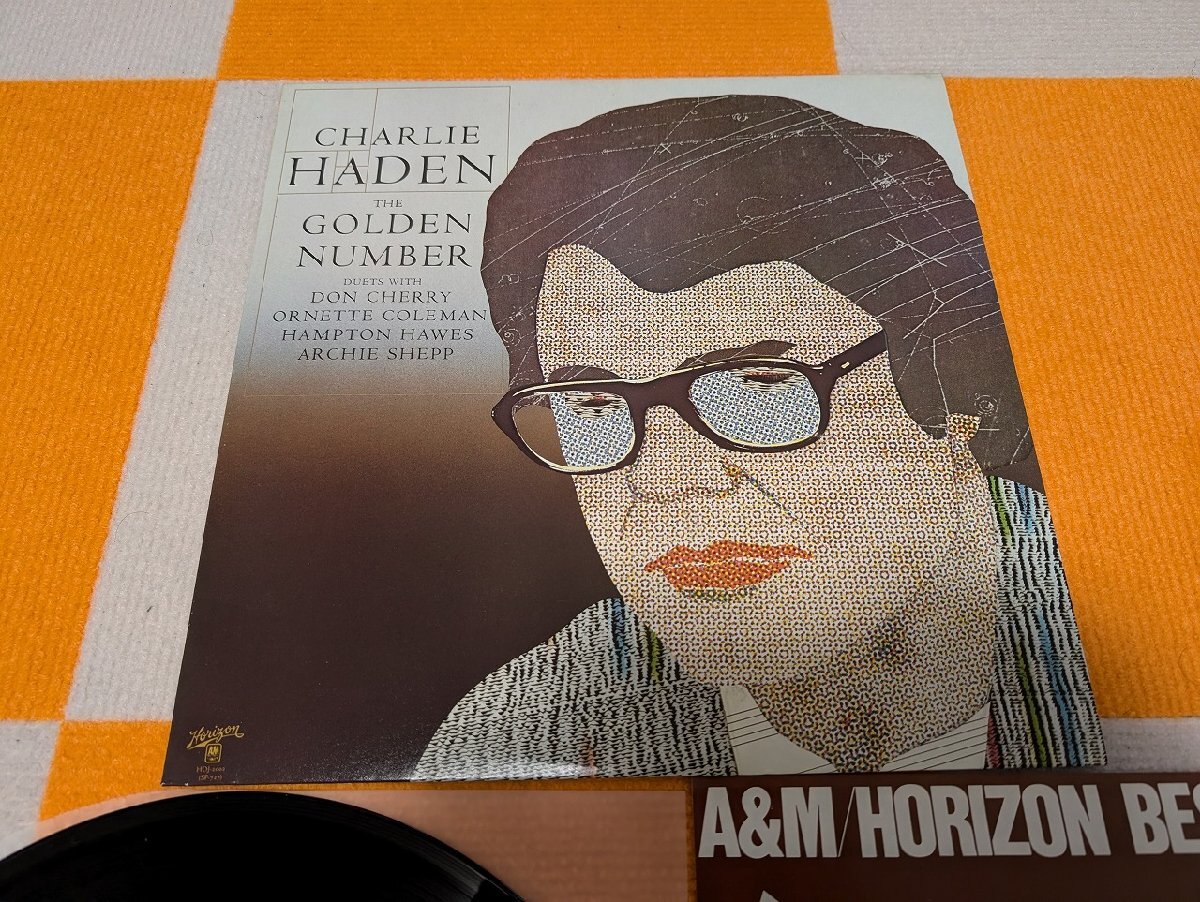 CHARLIE
HADEN
THE
GOLDEN
NUMBER
DUETS WITH
DON CHERRY
ORNETTE COLEMAN
HAMPTON HAWES
ARCHIE SHEPP
Horizon
A&M/HORIZON BES